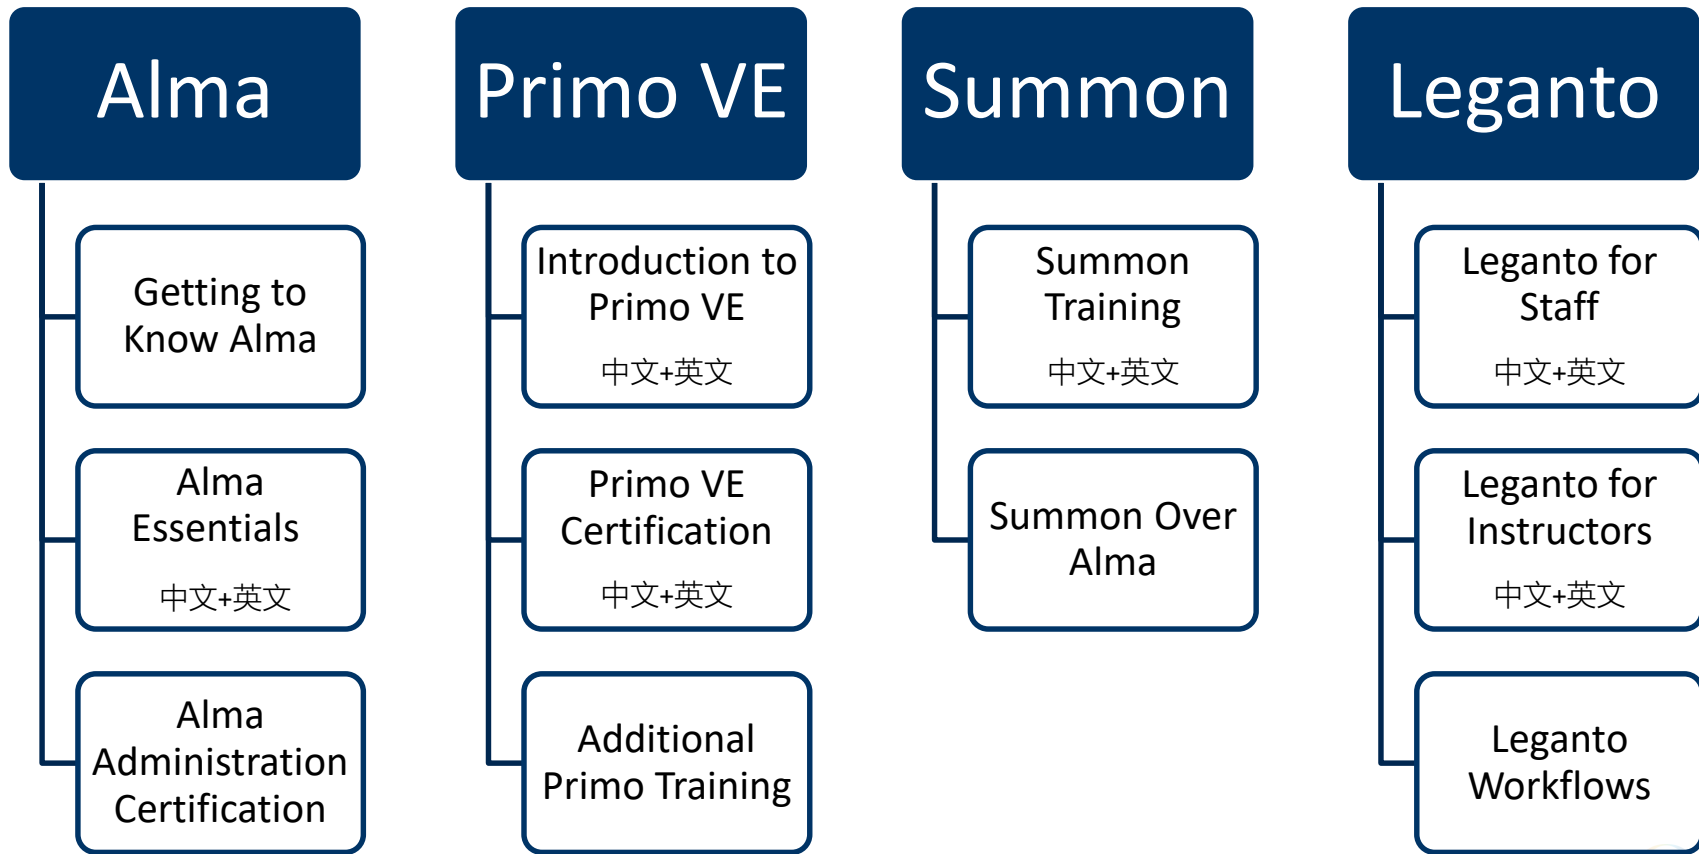 Alma
Getting to
Know Alma
Alma
Essentials
中文+英文
Alma
Administration
Certification
Primo VE
Introduction to
Primo VE
中文+英文
Primo VE
Certification
中文+英文
Additional
Primo Training
Summon
Summon
Training
中文+英文
Summon Over
Alma
Leganto
Leganto for
Staff
中文+英文
Leganto for
Instructors
中文+英文
Leganto
Workflows